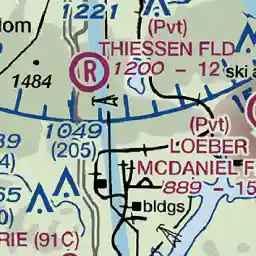 1221
dom
(Pvt)
THIESSEN FLD
R
1200 - 12
ski
1484
1049
(205)
(Pvt)
LOEBER
MCDANIEL F
889 - 15
bldgs
RIE (91C)